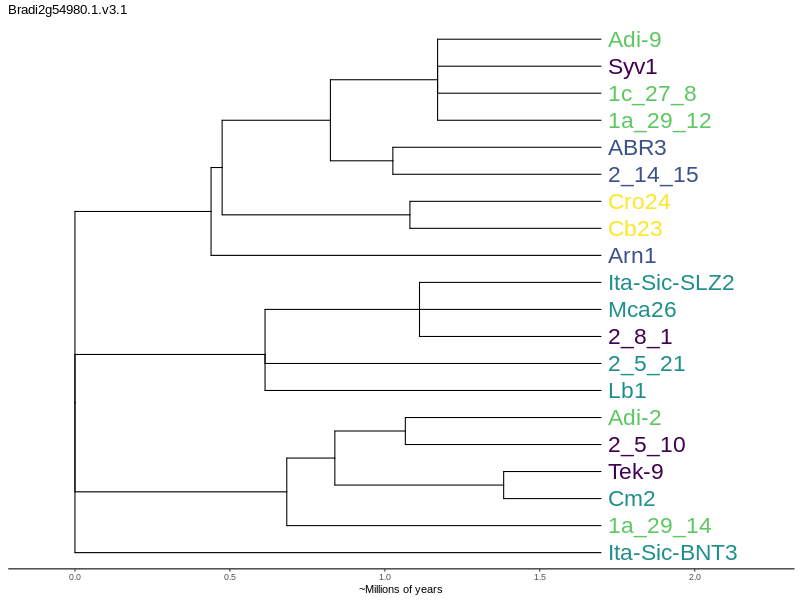 Bradi2g54980.1.v3.1
Adi-9
Syv1
1c_27_8
1a_29_12
ABR3
2_14_15
Cro24
Cb23
Arn1
Ita-Sic-SLZ2
Mca26
2_8_1
2_5_21
Lb1
Adi-2
2_5_10
Tek-9
Cm2
1a_29_14
Ita-Sic-BNT3
0.0 0.5 1.0 1.5 2.0
~Millions of years